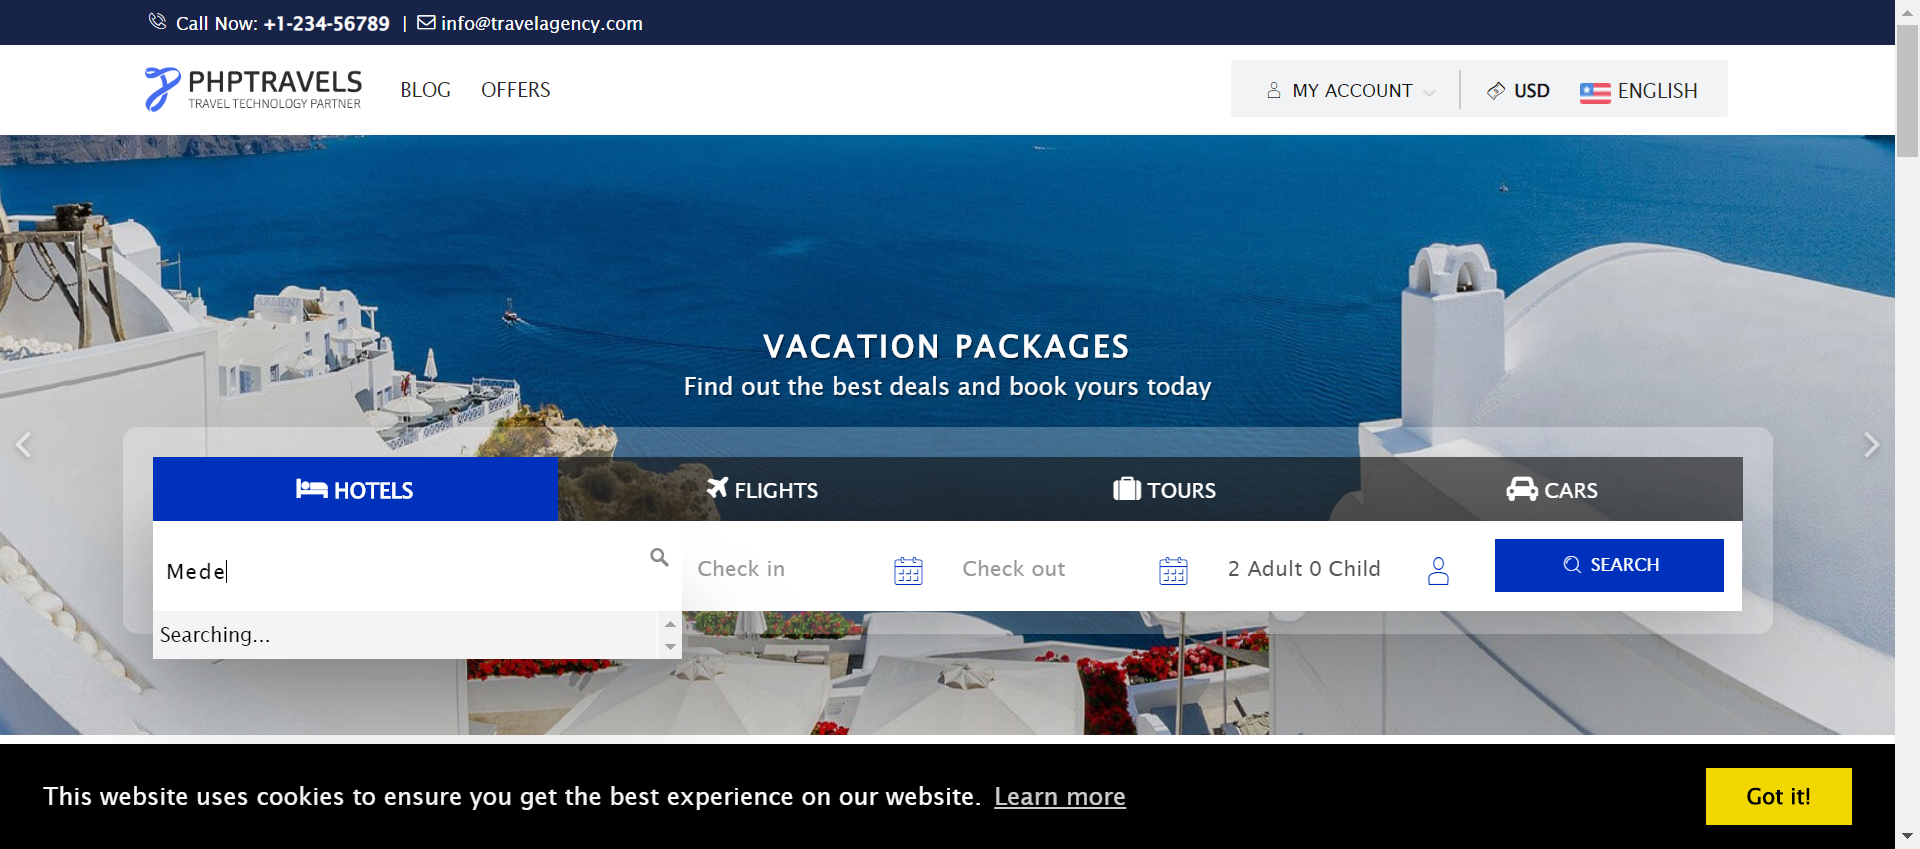 Call Now: +1-234-56789 | info@travelagency.com
PHPTRAVELS
TRAVEL TECHNOLOGY PARTNER
BLOG
OFFERS
MY ACCOUNT
USD
ENGLISH
VACATION PACKAGES
Find out the best deals and book yours today
HOTELS
FLIGHTS
TOURS
CARS
Mede
Check in
Check out
2 Adult 0 Child
SEARCH
Searching...
This website uses cookies to ensure you get the best experience on our website. Learn more
Got it!